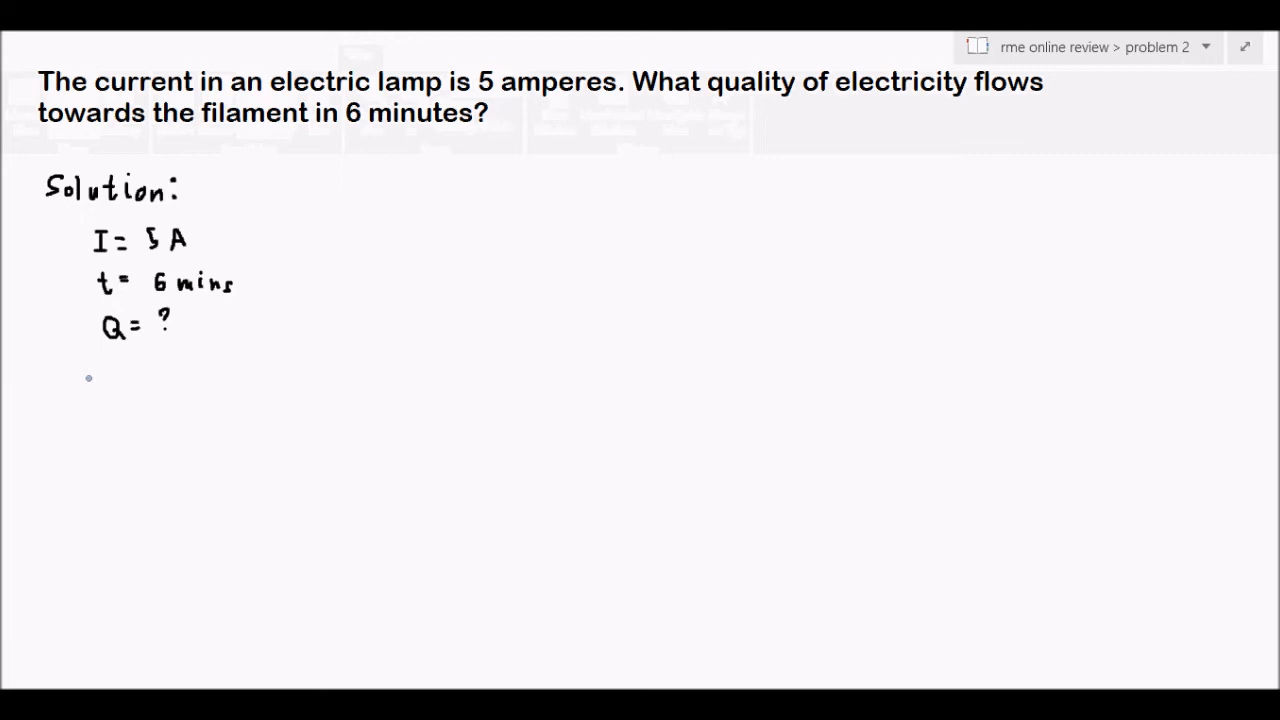 rme online review > problem 2
The current in an electric lamp is 5 amperes. What quality of electricity flows
towards the filament in 6 minutes?
Solution:
I = 5 A
t = 6 mins
Q = ?